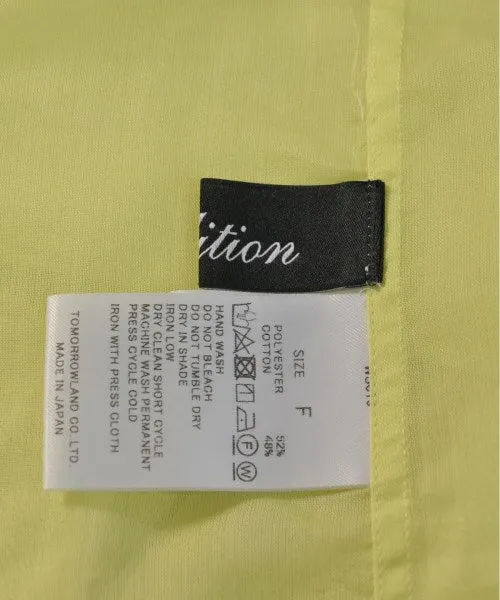 ition
SIZE F
POLYESTER 52%
COTTON 48%
F W
HAND WASH
DO NOT BLEACH
DO NOT TUMBLE DRY
DRY IN SHADE
IRON LOW
DRY CLEAN SHORT CYCLE
MACHINE WASH PERMANENT
PRESS CYCLE COLD
IRON WITH PRESS CLOTH
TOMORROWLAND CO. LTD.
MADE IN JAPAN